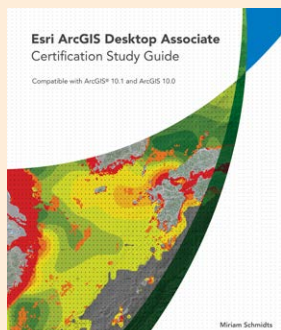 Esri ArcGIS Desktop Associate
Certification Study Guide
Compatible with ArcGIS® 10.1 and ArcGIS 10.0
Miriam Schmidts